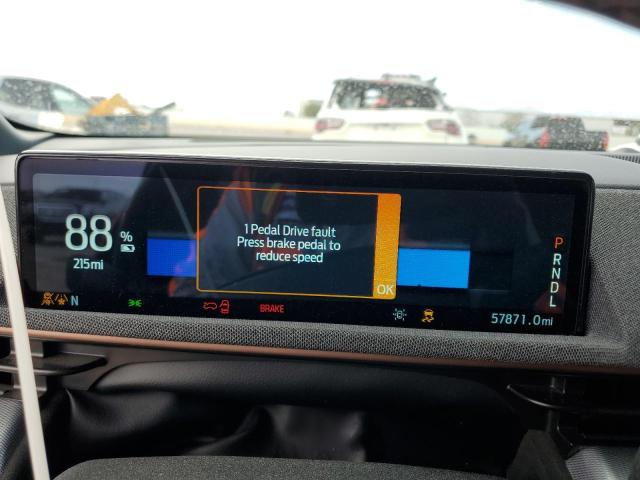 1 Pedal Drive fault
Press brake pedal to
reduce speed
OK
88 %
215mi
P
R
N
D
L
N
BRAKE
57871.0mi